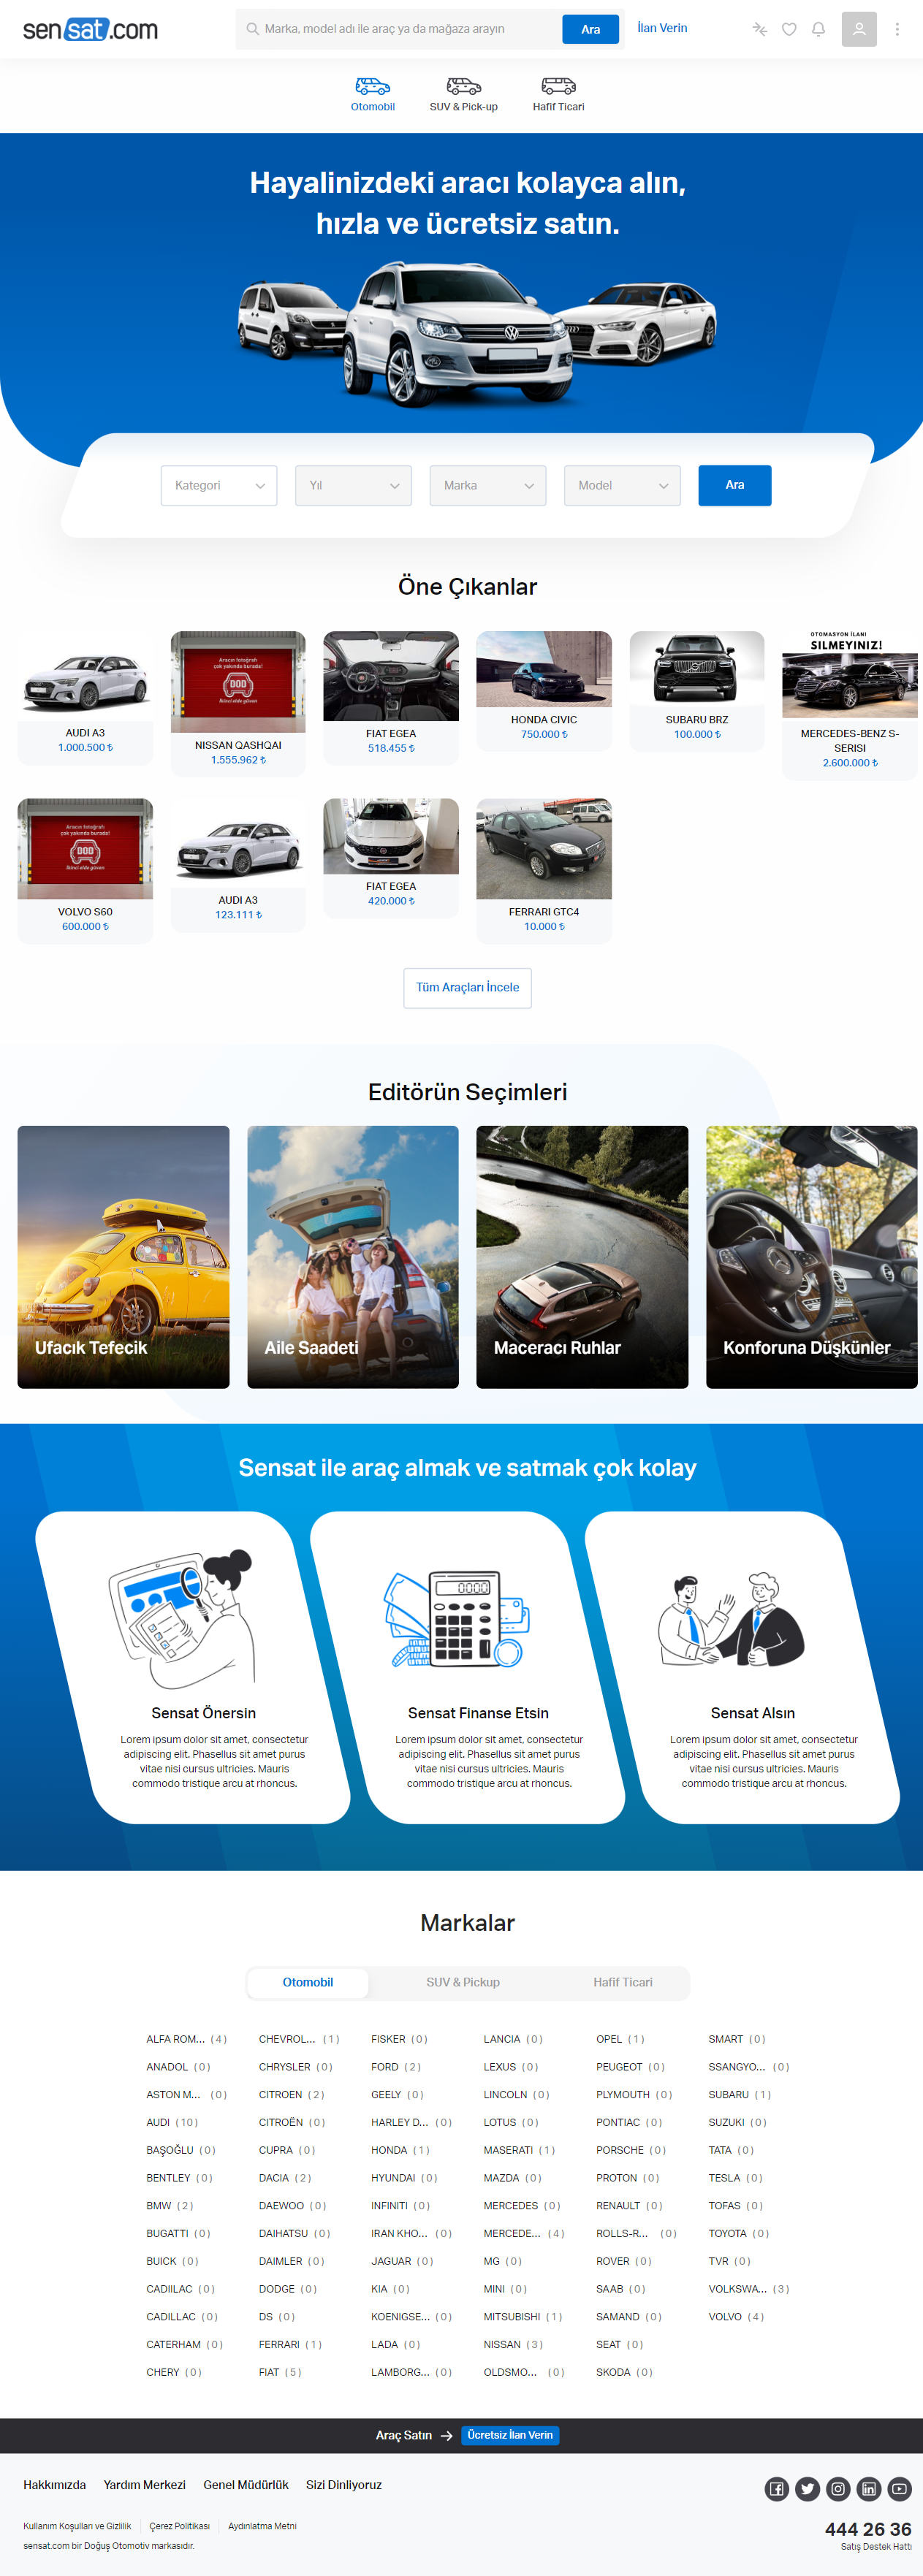 sensat.com
Marka, model adı ile araç ya da mağaza arayın
Ara
İlan Verin
Otomobil
SUV & Pick-up
Hafif Ticari
Hayalinizdeki aracı kolayca alın,
hızla ve ücretsiz satın.
Kategori
Yıl
Marka
Model
Ara
Öne Çıkanlar
AUDI A3
1.000.500 ₺
Aracın fotoğrafı
çok yakında burada!
DOD
İkinci elde güven
NISSAN QASHQAI
1.555.962 ₺
FIAT EGEA
518.455 ₺
HONDA CIVIC
750.000 ₺
SUBARU BRZ
100.000 ₺
OTOMASYON İLANI
SİLMEYINIZ!
MERCEDES-BENZ S-
SERISI
2.600.000 ₺
Aracın fotoğrafı
çok yakında burada!
DOD
İkinci elde güven
VOLVO S60
600.000 ₺
AUDI A3
123.111 ₺
FIAT EGEA
420.000 ₺
FERRARI GTC4
10.000 ₺
Tüm Araçları İncele
Editörün Seçimleri
Ufacık Tefecik
Aile Saadeti
Maceracı Ruhlar
Konforuna Düşkünler
Sensat ile araç almak ve satmak çok kolay
0000
Sensat Önersin
Lorem ipsum dolor sit amet, consectetur
adipiscing elit. Phasellus sit amet purus
vitae nisi cursus ultricies. Mauris
commodo tristique arcu at rhoncus.
Sensat Finanse Etsin
Lorem ipsum dolor sit amet, consectetur
adipiscing elit. Phasellus sit amet purus
vitae nisi cursus ultricies. Mauris
commodo tristique arcu at rhoncus.
Sensat Alsın
Lorem ipsum dolor sit amet, consectetur
adipiscing elit. Phasellus sit amet purus
vitae nisi cursus ultricies. Mauris
commodo tristique arcu at rhoncus.
Markalar
Otomobil
SUV & Pickup
Hafif Ticari
ALFA ROM... (4)
ANADOL (0)
ASTON M... (0)
AUDI (10)
BAŞOĞLU (0)
BENTLEY (0)
BMW (2)
BUGATTI (0)
BUICK (0)
CADIILAC (0)
CADILLAC (0)
CATERHAM (0)
CHERY (0)
CHEVROL... (1)
CHRYSLER (0)
CITROEN (2)
CITROËN (0)
CUPRA (0)
DACIA (2)
DAEWOO (0)
DAIHATSU (0)
DAIMLER (0)
DODGE (0)
DS (0)
FERRARI (1)
FIAT (5)
FISKER (0)
FORD (2)
GEELY (0)
HARLEY D... (0)
HONDA (1)
HYUNDAI (0)
INFINITI (0)
IRAN KHO... (0)
JAGUAR (0)
KIA (0)
KOENIGSE... (0)
LADA (0)
LAMBORG... (0)
LANCIA (0)
LEXUS (0)
LINCOLN (0)
LOTUS (0)
MASERATI (1)
MAZDA (0)
MERCEDES (0)
MERCEDE... (4)
MG (0)
MINI (0)
MITSUBISHI (1)
NISSAN (3)
OLDSMO... (0)
OPEL (1)
PEUGEOT (0)
PLYMOUTH (0)
PONTIAC (0)
PORSCHE (0)
PROTON (0)
RENAULT (0)
ROLLS-R... (0)
ROVER (0)
SAAB (0)
SAMAND (0)
SEAT (0)
SKODA (0)
SMART (0)
SSANGYO... (0)
SUBARU (1)
SUZUKI (0)
TATA (0)
TESLA (0)
TOFAS (0)
TOYOTA (0)
TVR (0)
VOLKSWA... (3)
VOLVO (4)
Araç Satın
Ücretsiz İlan Verin
Hakkımızda
Yardım Merkezi
Genel Müdürlük
Sizi Dinliyoruz
Kullanım Koşulları ve Gizlilik
Çerez Politikası
Aydınlatma Metni
sensat.com bir Doğuş Otomotiv markasıdır.
444 26 36
Satış Destek Hattı